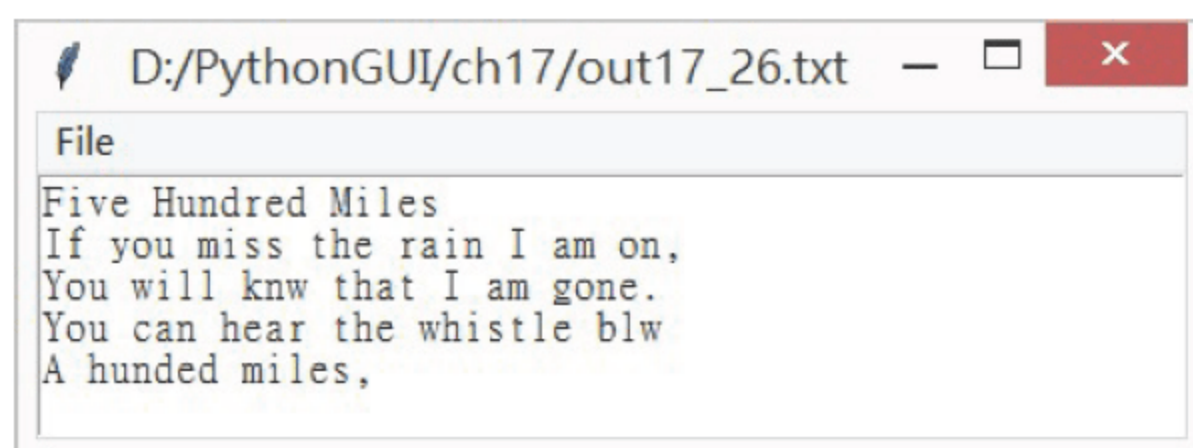 D:/PythonGUI/ch17/out17_26.txt
File
Five Hundred Miles
If you miss the rain I am on,
You will knw that I am gone.
You can hear the whistle blw
A hunded miles,